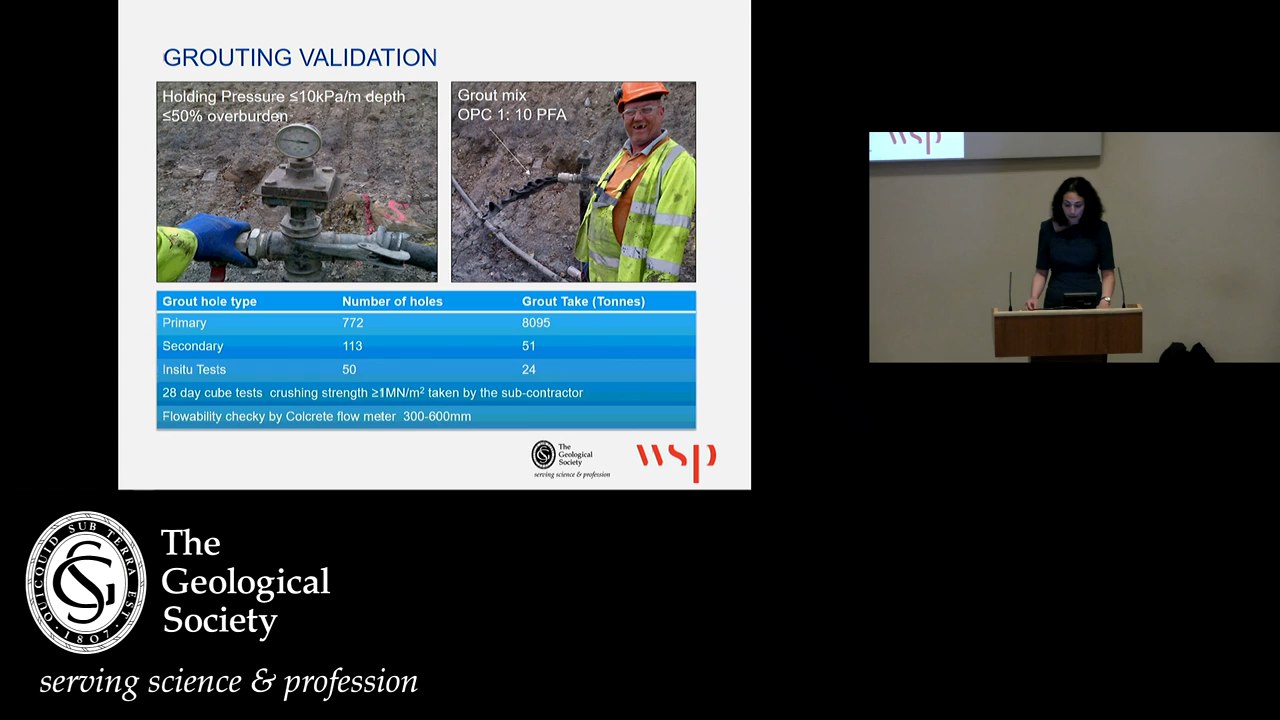 GROUTING VALIDATION
Holding Pressure ≤10kPa/m depth
≤50% overburden
Grout mix
OPC 1: 10 PFA
Grout hole type Number of holes Grout Take (Tonnes)
Primary 772 8095
Secondary 113 51
Insitu Tests 50 24
28 day cube tests crushing strength ≥1MN/m² taken by the sub-contractor
Flowability checky by Colcrete flow meter 300-600mm
The
Geological
Society
serving science & profession
wsp
wsp
QUICQUID SUB TERRA EST
1807
The
Geological
Society
serving science & profession